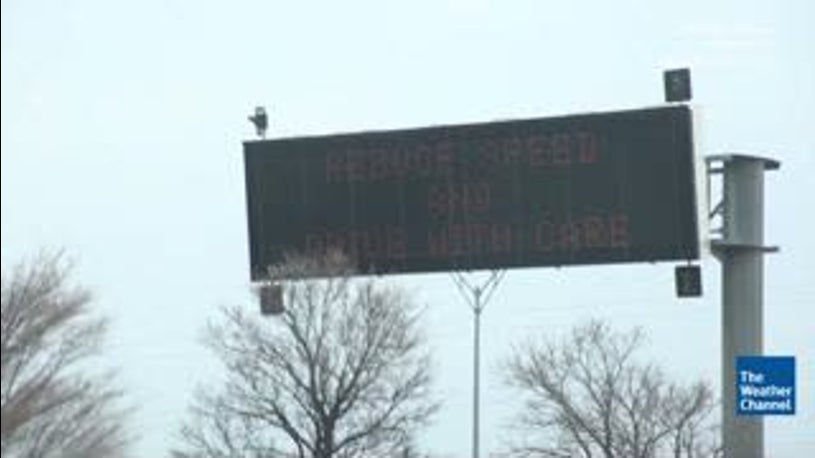 REDUCE SPEED
AND
DRIVE WITH CARE
The
Weather
Channel